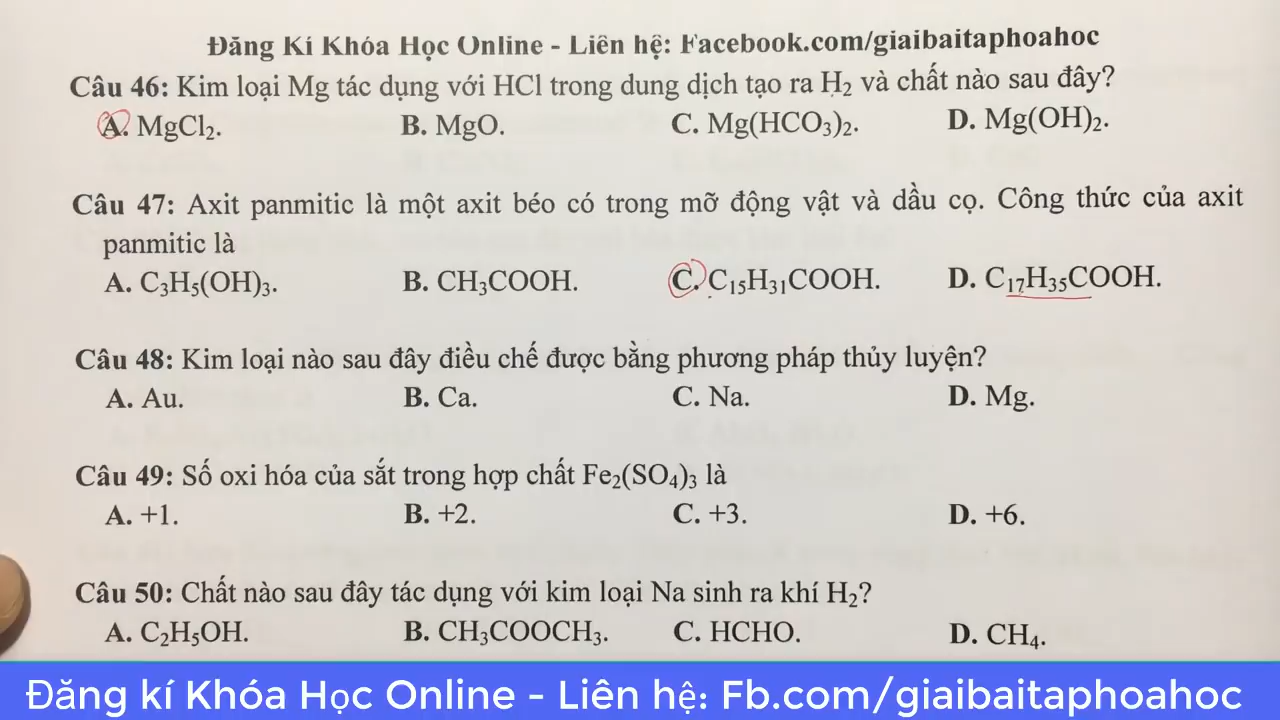 Đăng Kí Khóa Học Online - Liên hệ: Facebook.com/giaibaitaphoahoc
Câu 46: Kim loại Mg tác dụng với HCl trong dung dịch tạo ra H₂ và chất nào sau đây?
A. MgCl₂. B. MgO. C. Mg(HCO₃)₂. D. Mg(OH)₂.
Câu 47: Axit panmitic là một axit béo có trong mỡ động vật và dầu cọ. Công thức của axit
panmitic là
A. C₃H₅(OH)₃. B. CH₃COOH. C. C₁₅H₃₁COOH. D. C₁₇H₃₅COOH.
Câu 48: Kim loại nào sau đây điều chế được bằng phương pháp thủy luyện?
A. Au. B. Ca. C. Na. D. Mg.
Câu 49: Số oxi hóa của sắt trong hợp chất Fe₂(SO₄)₃ là
A. +1. B. +2. C. +3. D. +6.
Câu 50: Chất nào sau đây tác dụng với kim loại Na sinh ra khí H₂?
A. C₂H₅OH. B. CH₃COOCH₃. C. HCHO. D. CH₄.
Đăng kí Khóa Học Online - Liên hệ: Fb.com/giaibaitaphoahoc